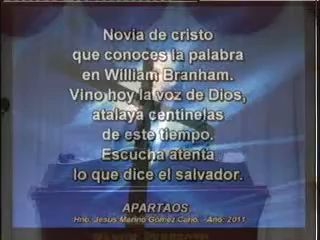 Novia de cristo
que conoces la palabra
en William Branham.
Vino hoy la voz de Dios,
atalaya centinelas
de este tiempo.
Escucha atenta
lo que dice el salvador.
APARTAOS
Hno. Jesús Marino Gómez Cano. Año: 2011